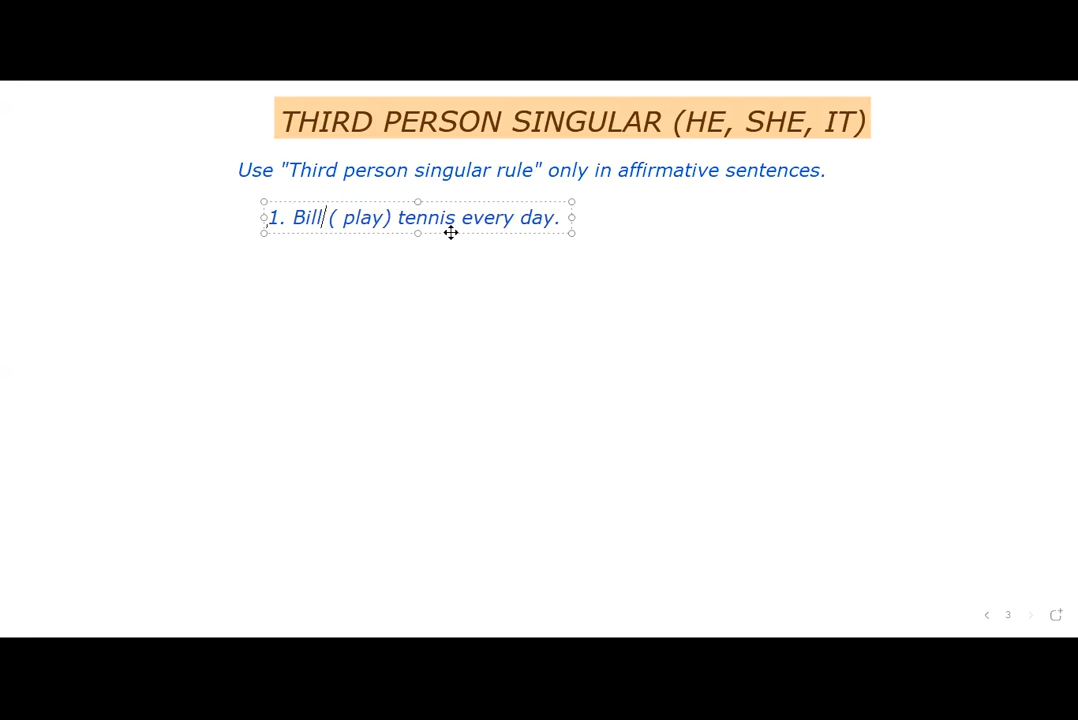 THIRD PERSON SINGULAR (HE, SHE, IT)
Use "Third person singular rule" only in affirmative sentences.
1. Bill ( play) tennis every day.
3